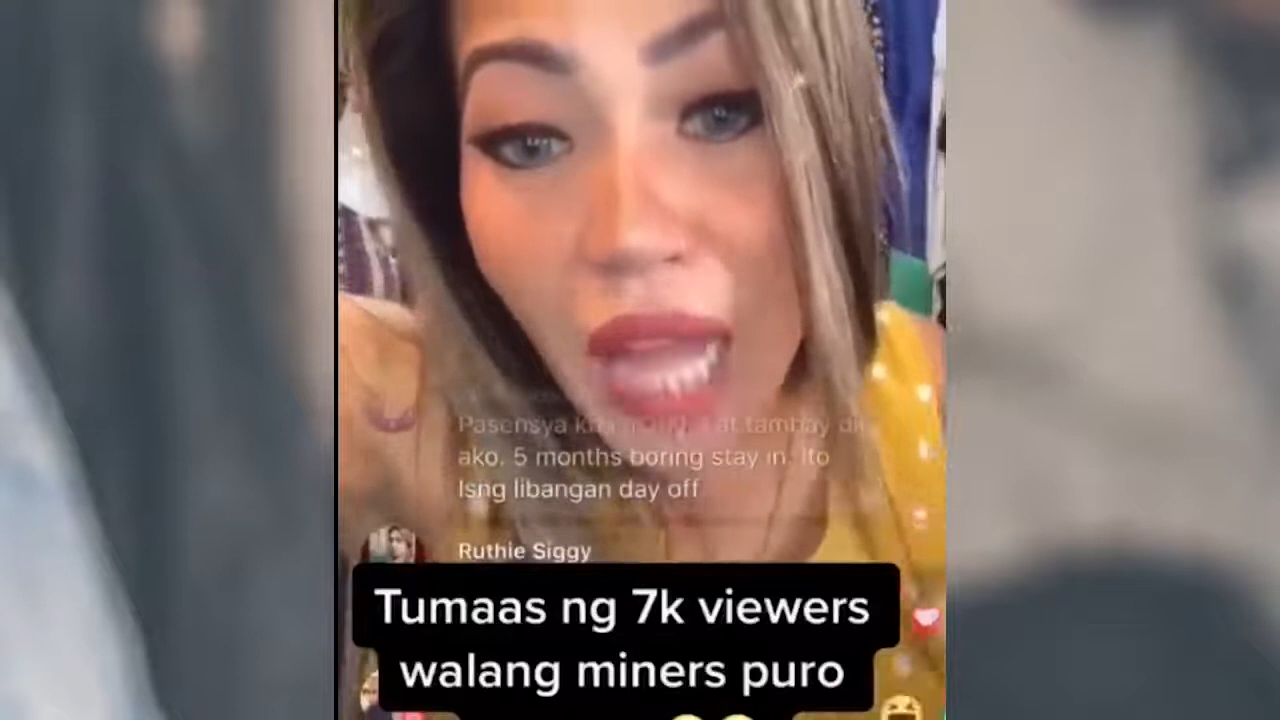 Pasensya at tambay din
ako. 5 months boring stay in. Ito
Isng libangan day off
Ruthie Siggy
Tumaas ng 7k viewers
walang miners puro